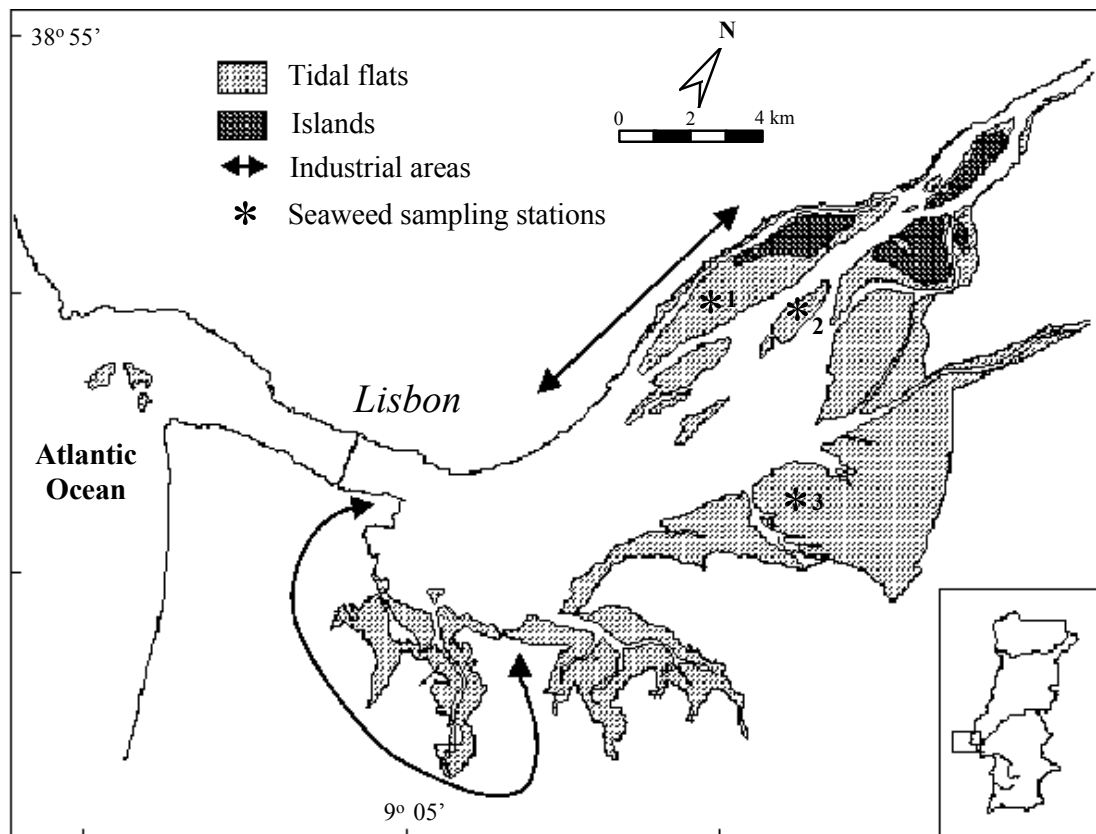 38° 55’
N
Tidal flats
0 2 4 km
Islands
Industrial areas
Seaweed sampling stations
1
2
Lisbon
Atlantic
Ocean
3
9° 05’